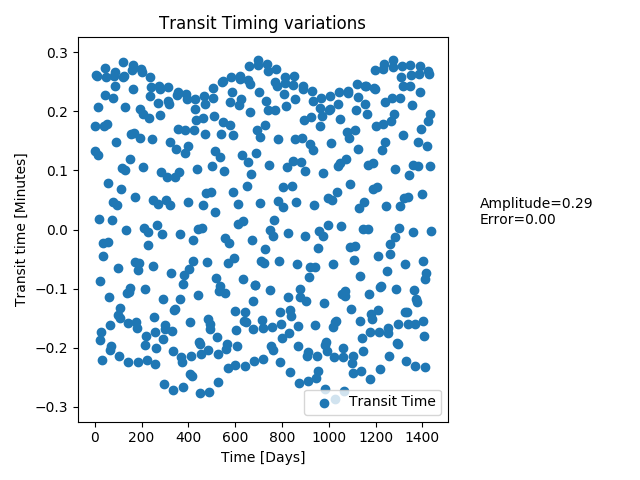 Transit Timing variations
0.3
0.2
0.1
0.0
−0.1
−0.2
−0.3
Transit time [Minutes]
Amplitude=0.29
Error=0.00
Transit Time
0 200 400 600 800 1000 1200 1400
Time [Days]